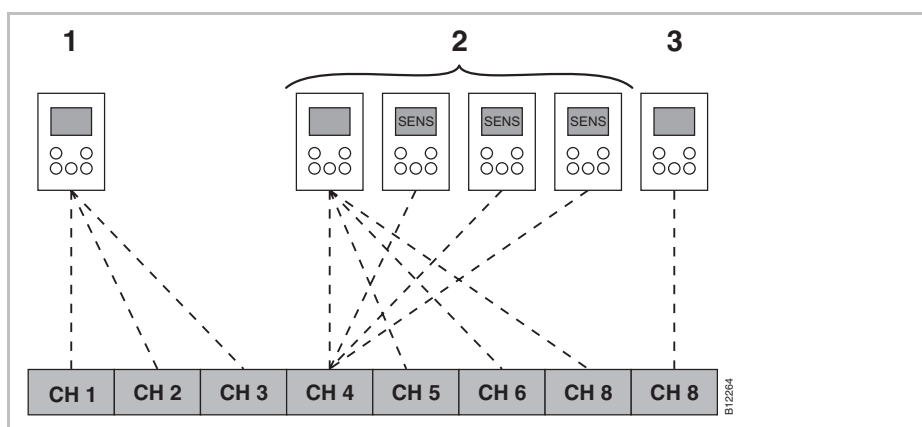 1 2 3
SENS SENS SENS
CH 1 CH 2 CH 3 CH 4 CH 5 CH 6 CH 8 CH 8
B12264